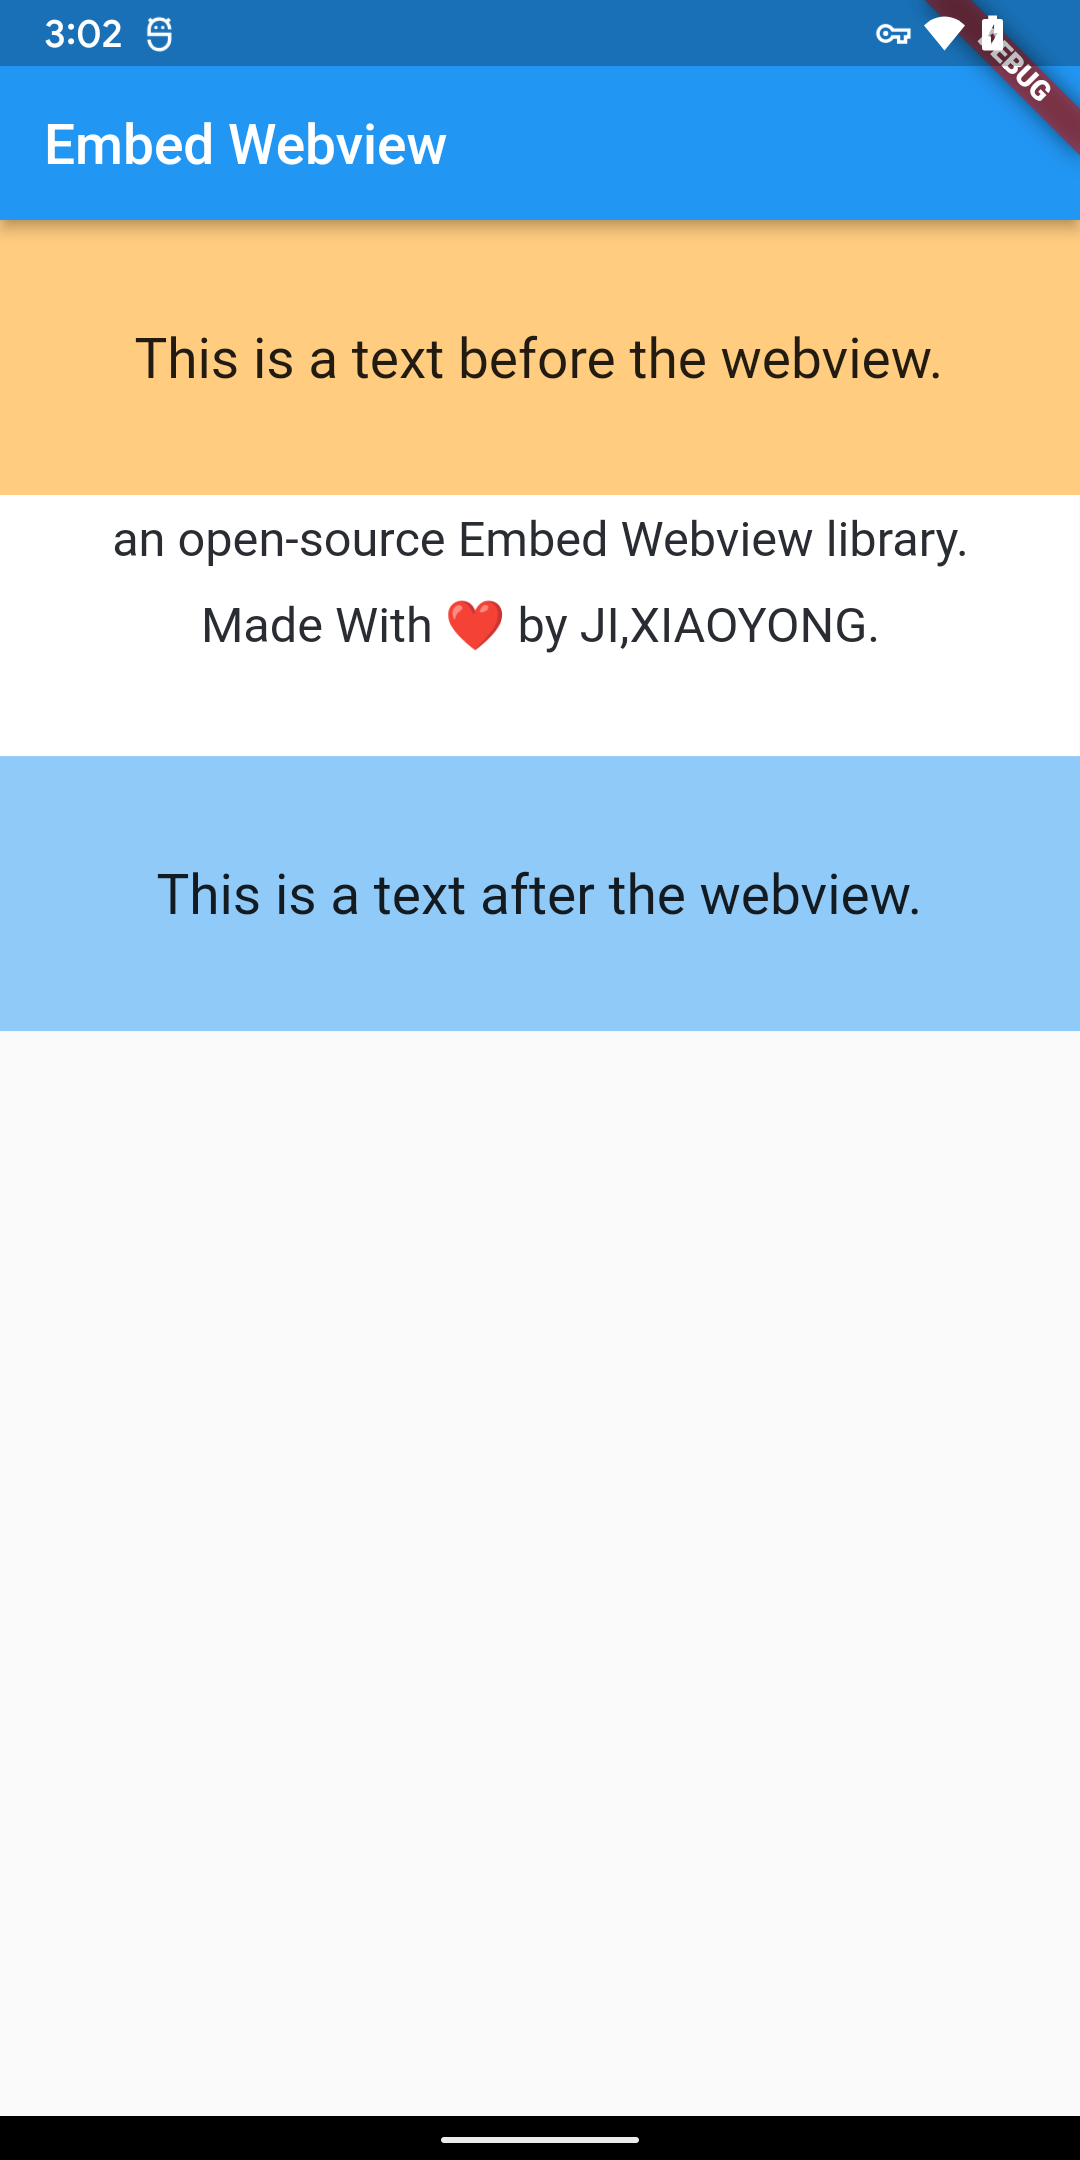 3:02
DEBUG
Embed Webview
This is a text before the webview.
an open-source Embed Webview library.
Made With ❤️ by JI,XIAOYONG.
This is a text after the webview.